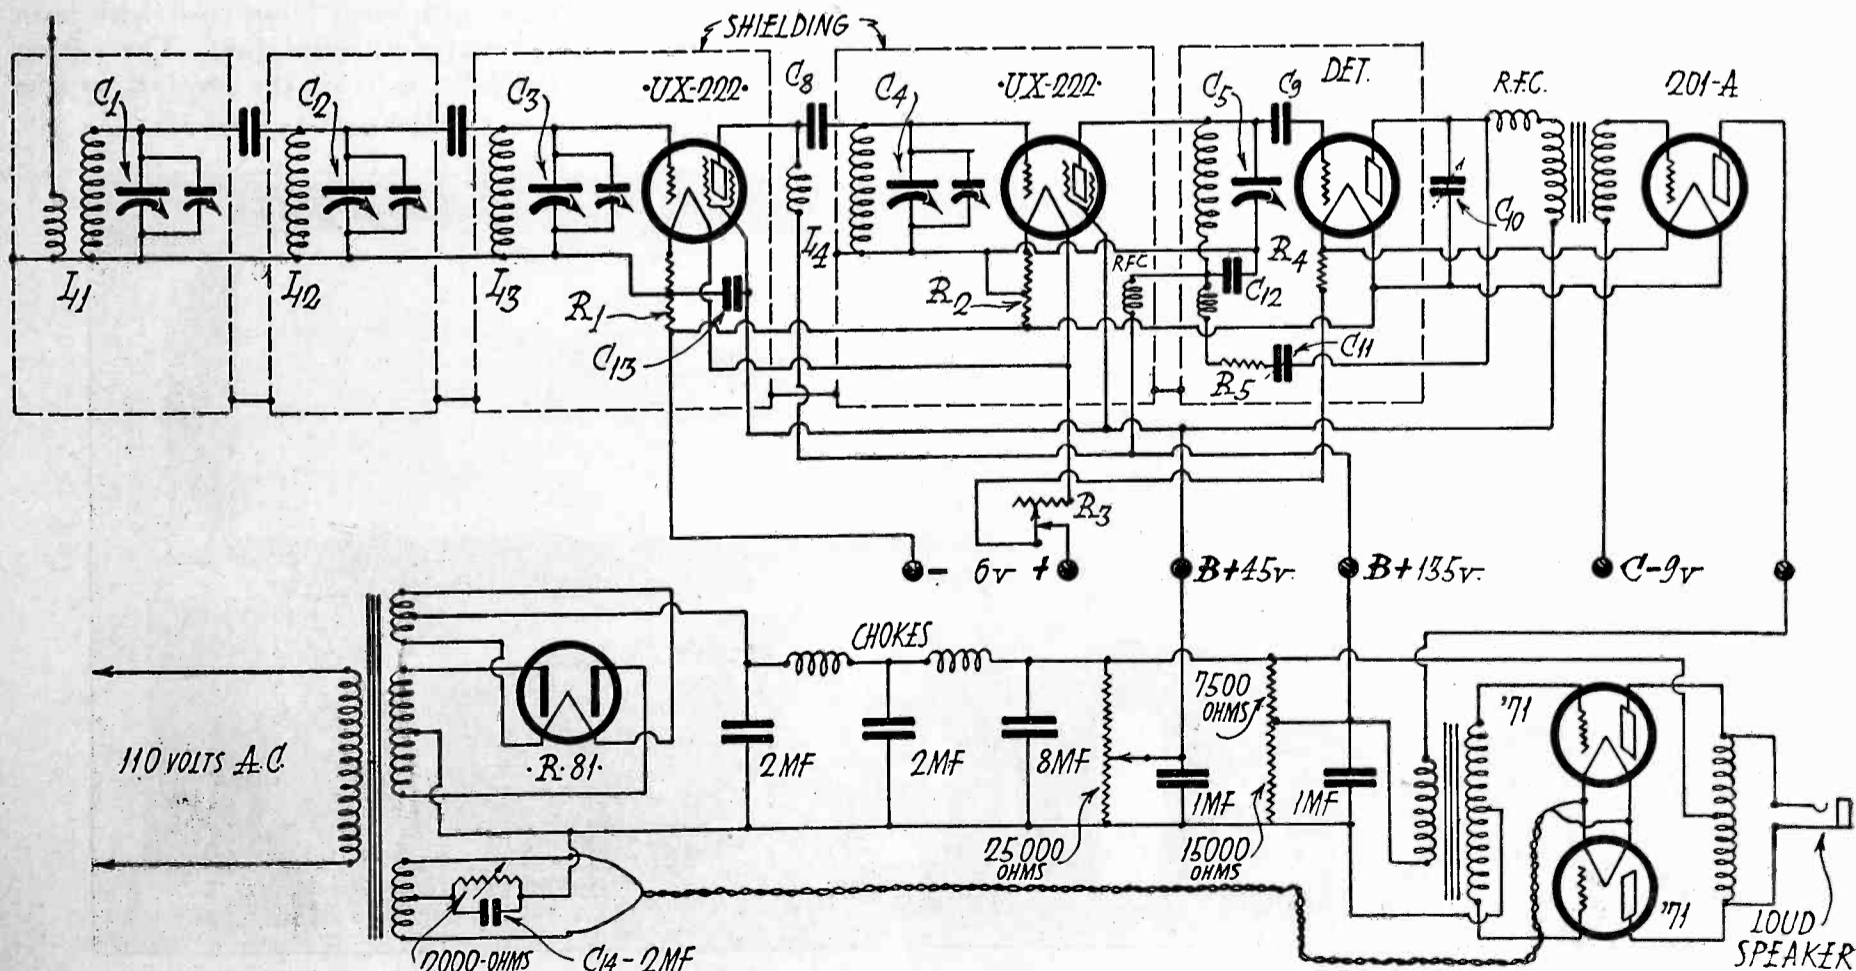 SHIELDING
C1
C2
C3
·UX-222·
C8
C4
·UX-222·
C5
C9
DET.
R.F.C.
201-A
C10
L1
L2
L3
R1
C13
L4
R2
RFC
C12
R4
R5
C11
R3
- 6v +
B+45v.
B+135v.
C-9v
CHOKES
7500
OHMS
'71
110 VOLTS A.C.
·R·81·
2MF
2MF
8MF
1MF
1MF
25000
OHMS
15000
OHMS
'71
LOUD
SPEAKER
2000-OHMS
C14-2MF